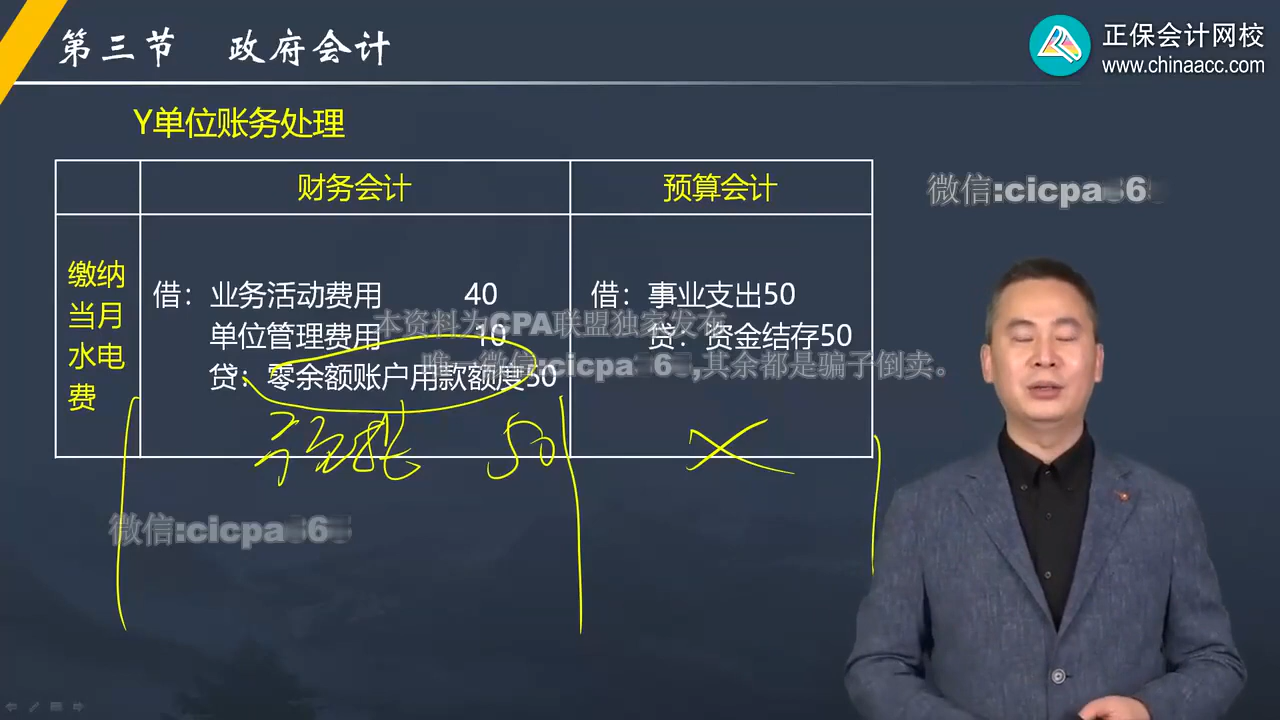 第三节 政府会计
正保会计网校
www.chinaacc.com
Y单位账务处理
财务会计
预算会计
微信:cicpa
缴纳
当月
水电
费
借：业务活动费用 40
单位管理费用 10
贷：零余额账户用款额度50
借：事业支出50
贷：资金结存50
本资料为CPA联盟独家发布
唯一微信:cicpa 6 ,其余都是骗子倒卖。
50
微信:cicpa